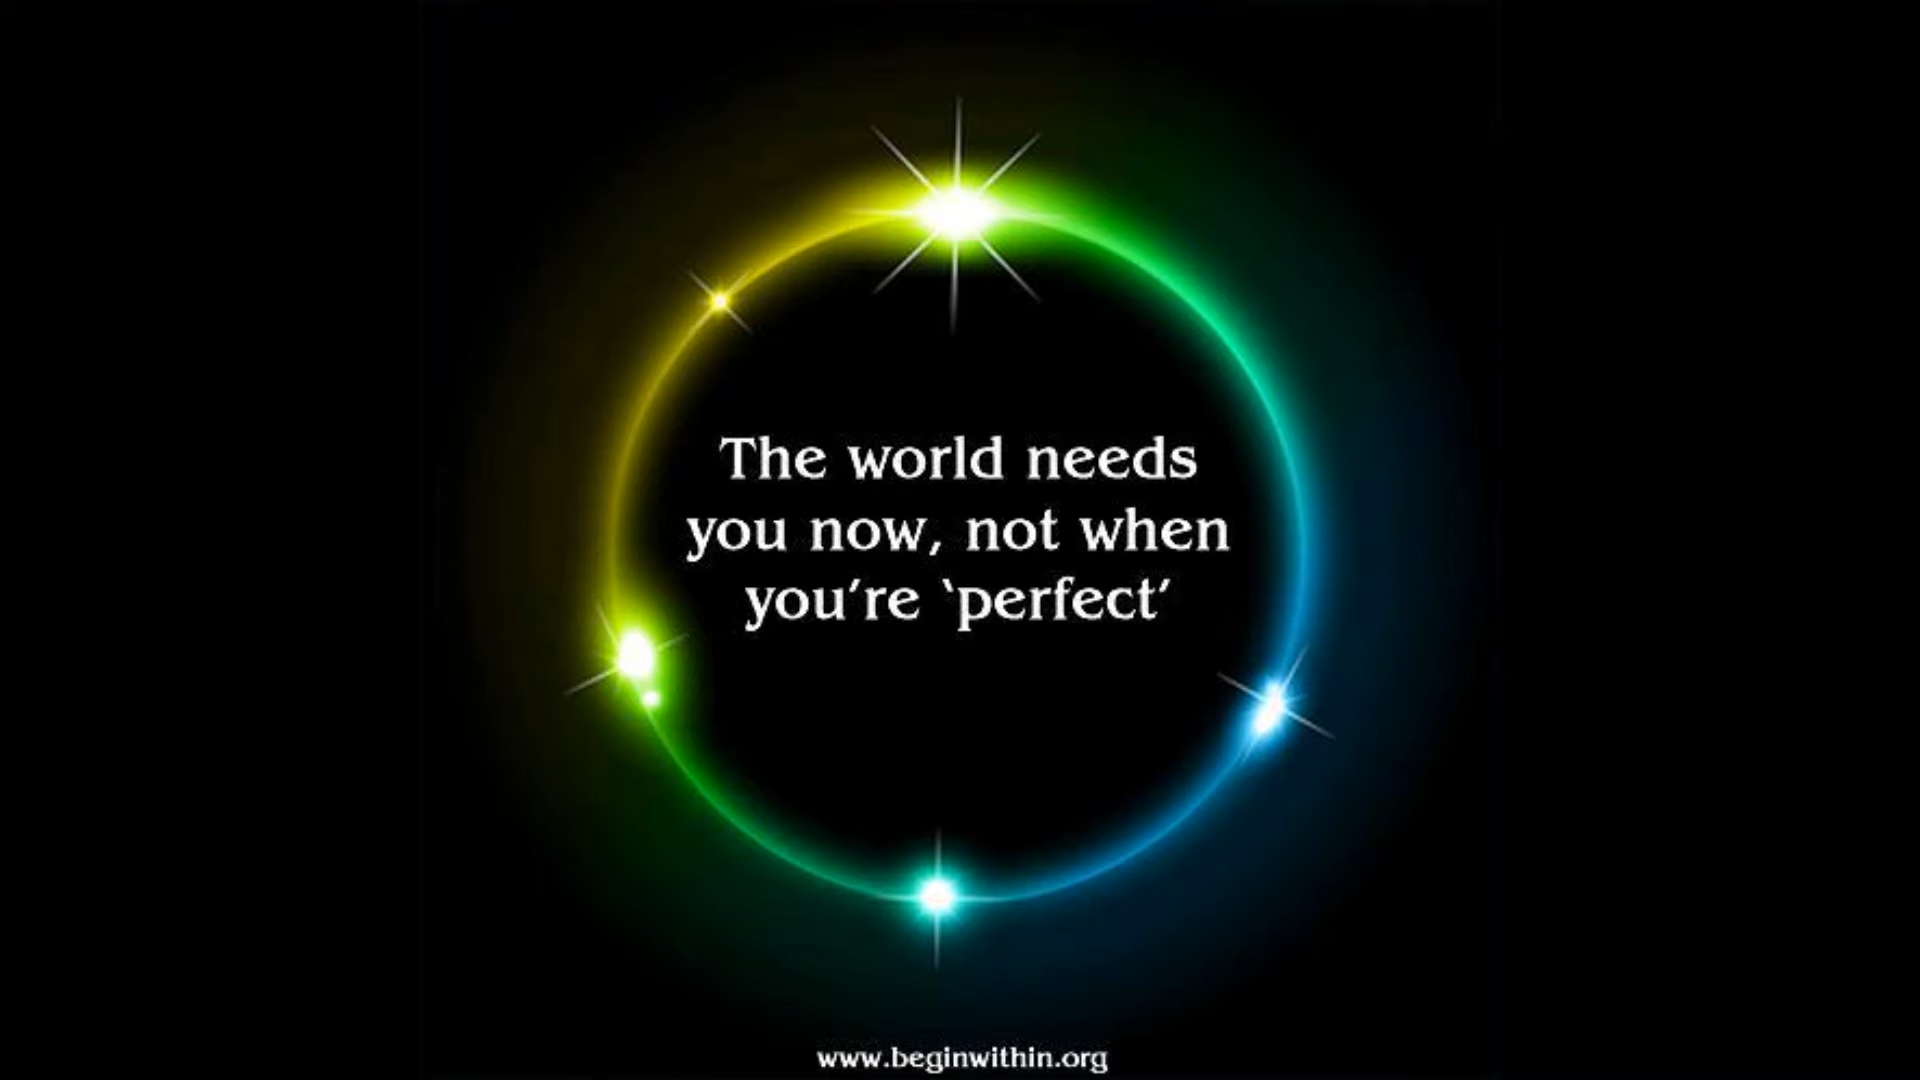 The world needs
you now, not when
you’re ‘perfect’
www.beginwithin.org